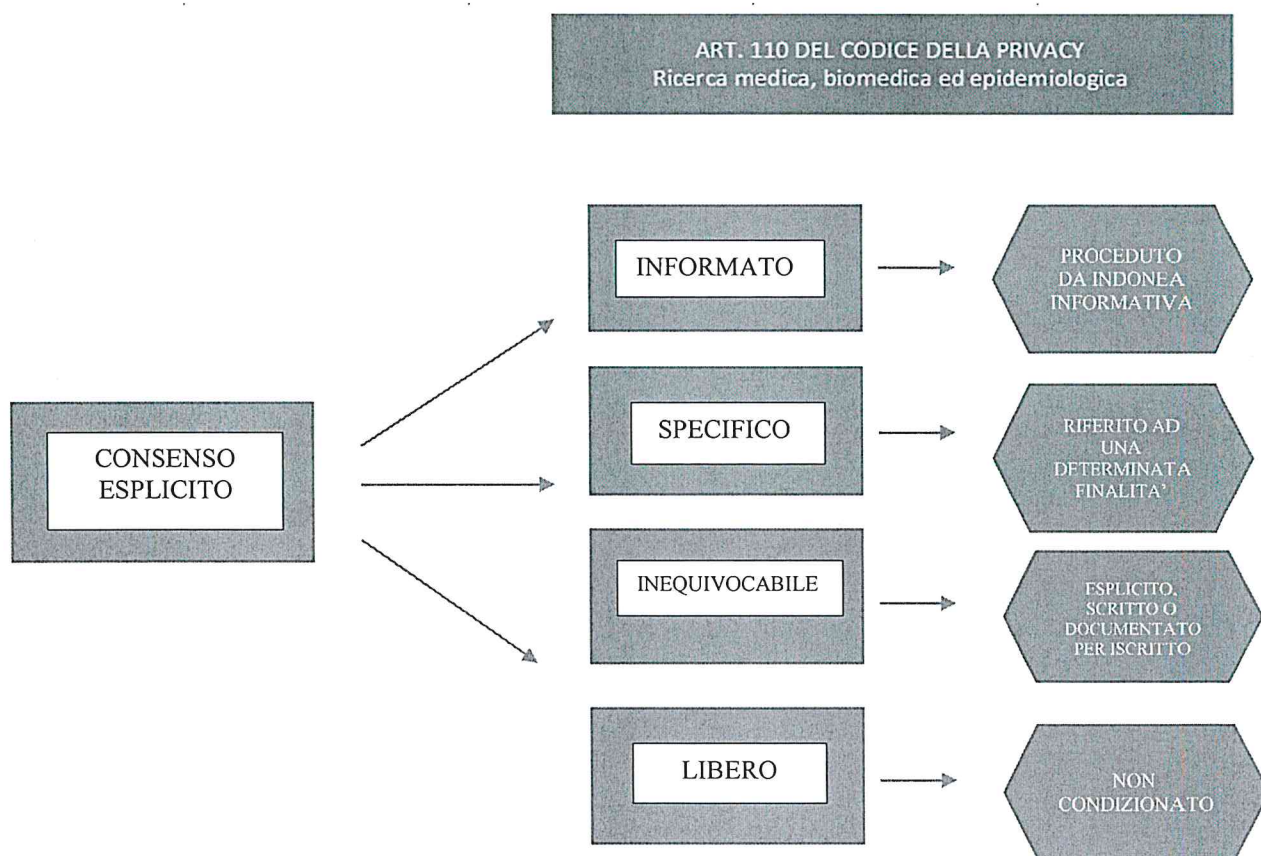 ART. 110 DEL CODICE DELLA PRIVACY
Ricerca medica, biomedica ed epidemiologica
CONSENSO
ESPLICITO
INFORMATO
PROCEDUTO
DA INDONEA
INFORMATIVA
SPECIFICO
RIFERITO AD
UNA
DETERMINATA
FINALITA'
INEQUIVOCABILE
ESPLICITO,
SCRITTO O
DOCUMENTATO
PER ISCRITTO
LIBERO
NON
CONDIZIONATO